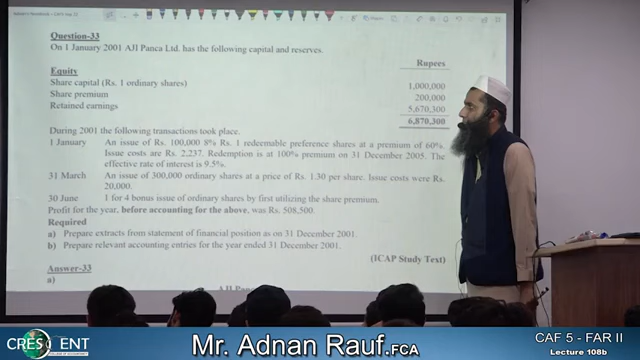 Question-33
On 1 January 2001 AJI Panca Ltd. has the following capital and reserves.
Rupees
Equity
Share capital (Rs. 1 ordinary shares) 1,000,000
Share premium 200,000
Retained earnings 5,670,300
6,870,300
During 2001 the following transactions took place.
1 January An issue of Rs. 100,000 8% Rs. 1 redeemable preference shares at a premium of 60%.
Issue costs are Rs. 2,237. Redemption is at 100% premium on 31 December 2005. The
effective rate of interest is 9.5%.
31 March An issue of 300,000 ordinary shares at a price of Rs. 1.30 per share. Issue costs were Rs.
20,000.
30 June 1 for 4 bonus issue of ordinary shares by first utilizing the share premium.
Profit for the year, before accounting for the above, was Rs. 508,500.
Required
a) Prepare extracts from statement of financial position as on 31 December 2001.
b) Prepare relevant accounting entries for the year ended 31 December 2001.
(ICAP Study Text)
Answer-33
a)
CRESCENT
COLLEGE OF ACCOUNTANCY
Mr. Adnan Rauf.FCA
CAF 5 - FAR II
Lecture 108b